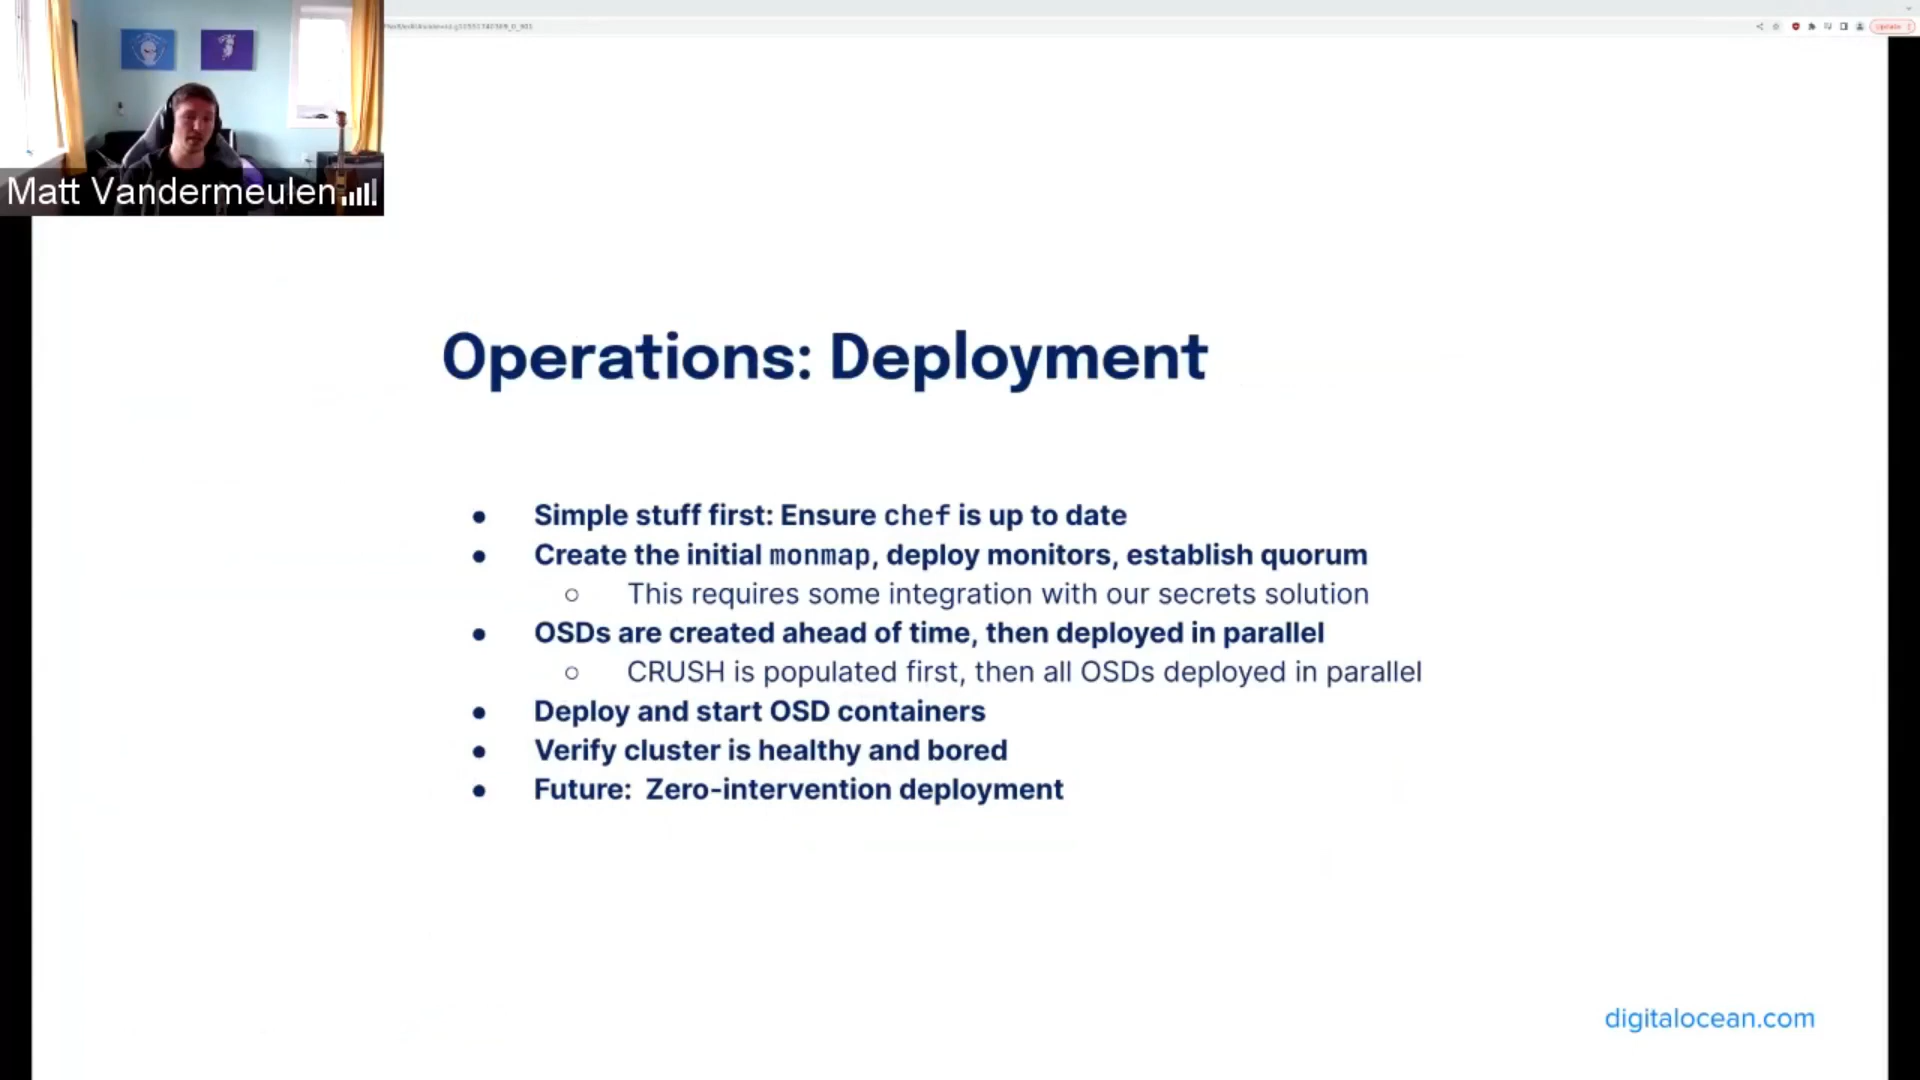 Matt Vandermeulen
Update
Operations: Deployment
● Simple stuff first: Ensure chef is up to date
● Create the initial monmap, deploy monitors, establish quorum
○ This requires some integration with our secrets solution
● OSDs are created ahead of time, then deployed in parallel
○ CRUSH is populated first, then all OSDs deployed in parallel
● Deploy and start OSD containers
● Verify cluster is healthy and bored
● Future: Zero-intervention deployment
digitalocean.com